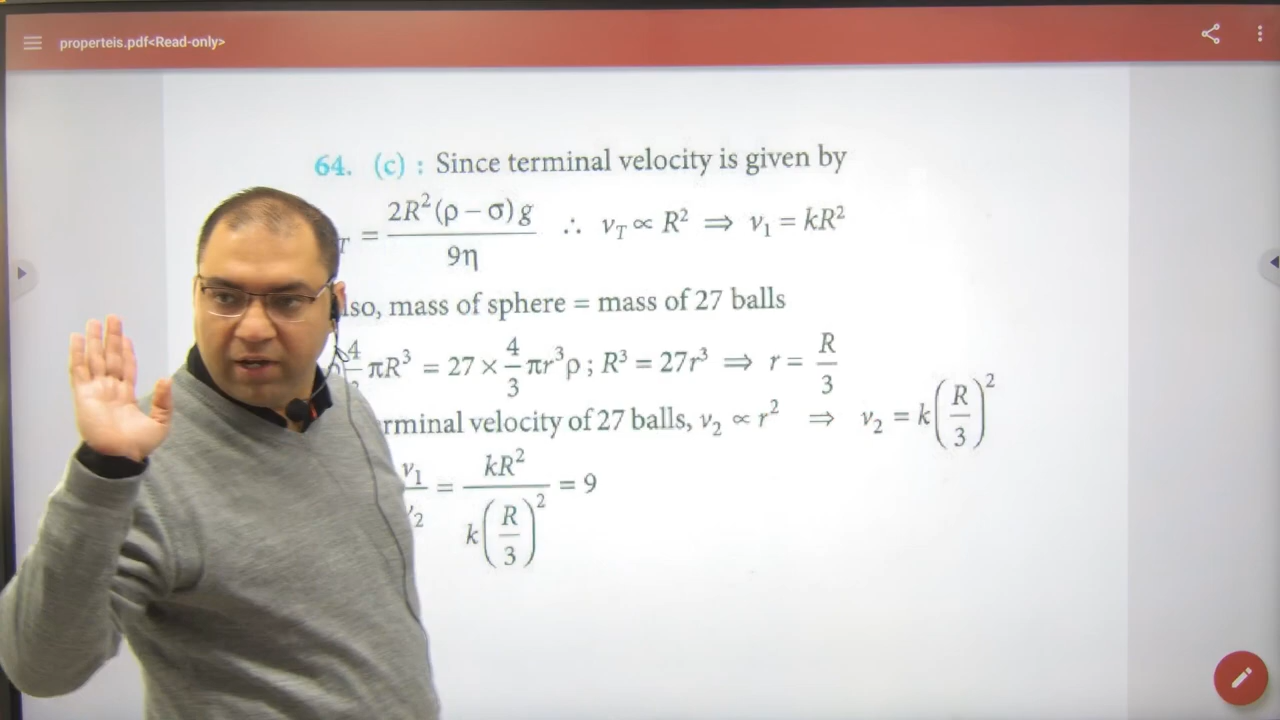 properteis.pdf<Read-only>
64. (c) : Since terminal velocity is given by
T = 2R²(ρ − σ)g / 9η ∴ v_T ∝ R² ⇒ v₁ = kR²
lso, mass of sphere = mass of 27 balls
4 πR³ = 27 × 4/3 πr³ρ ; R³ = 27r³ ⇒ r = R/3
rminal velocity of 27 balls, v₂ ∝ r² ⇒ v₂ = k(R/3)²
v₁/v₂ = kR² / k(R/3)² = 9